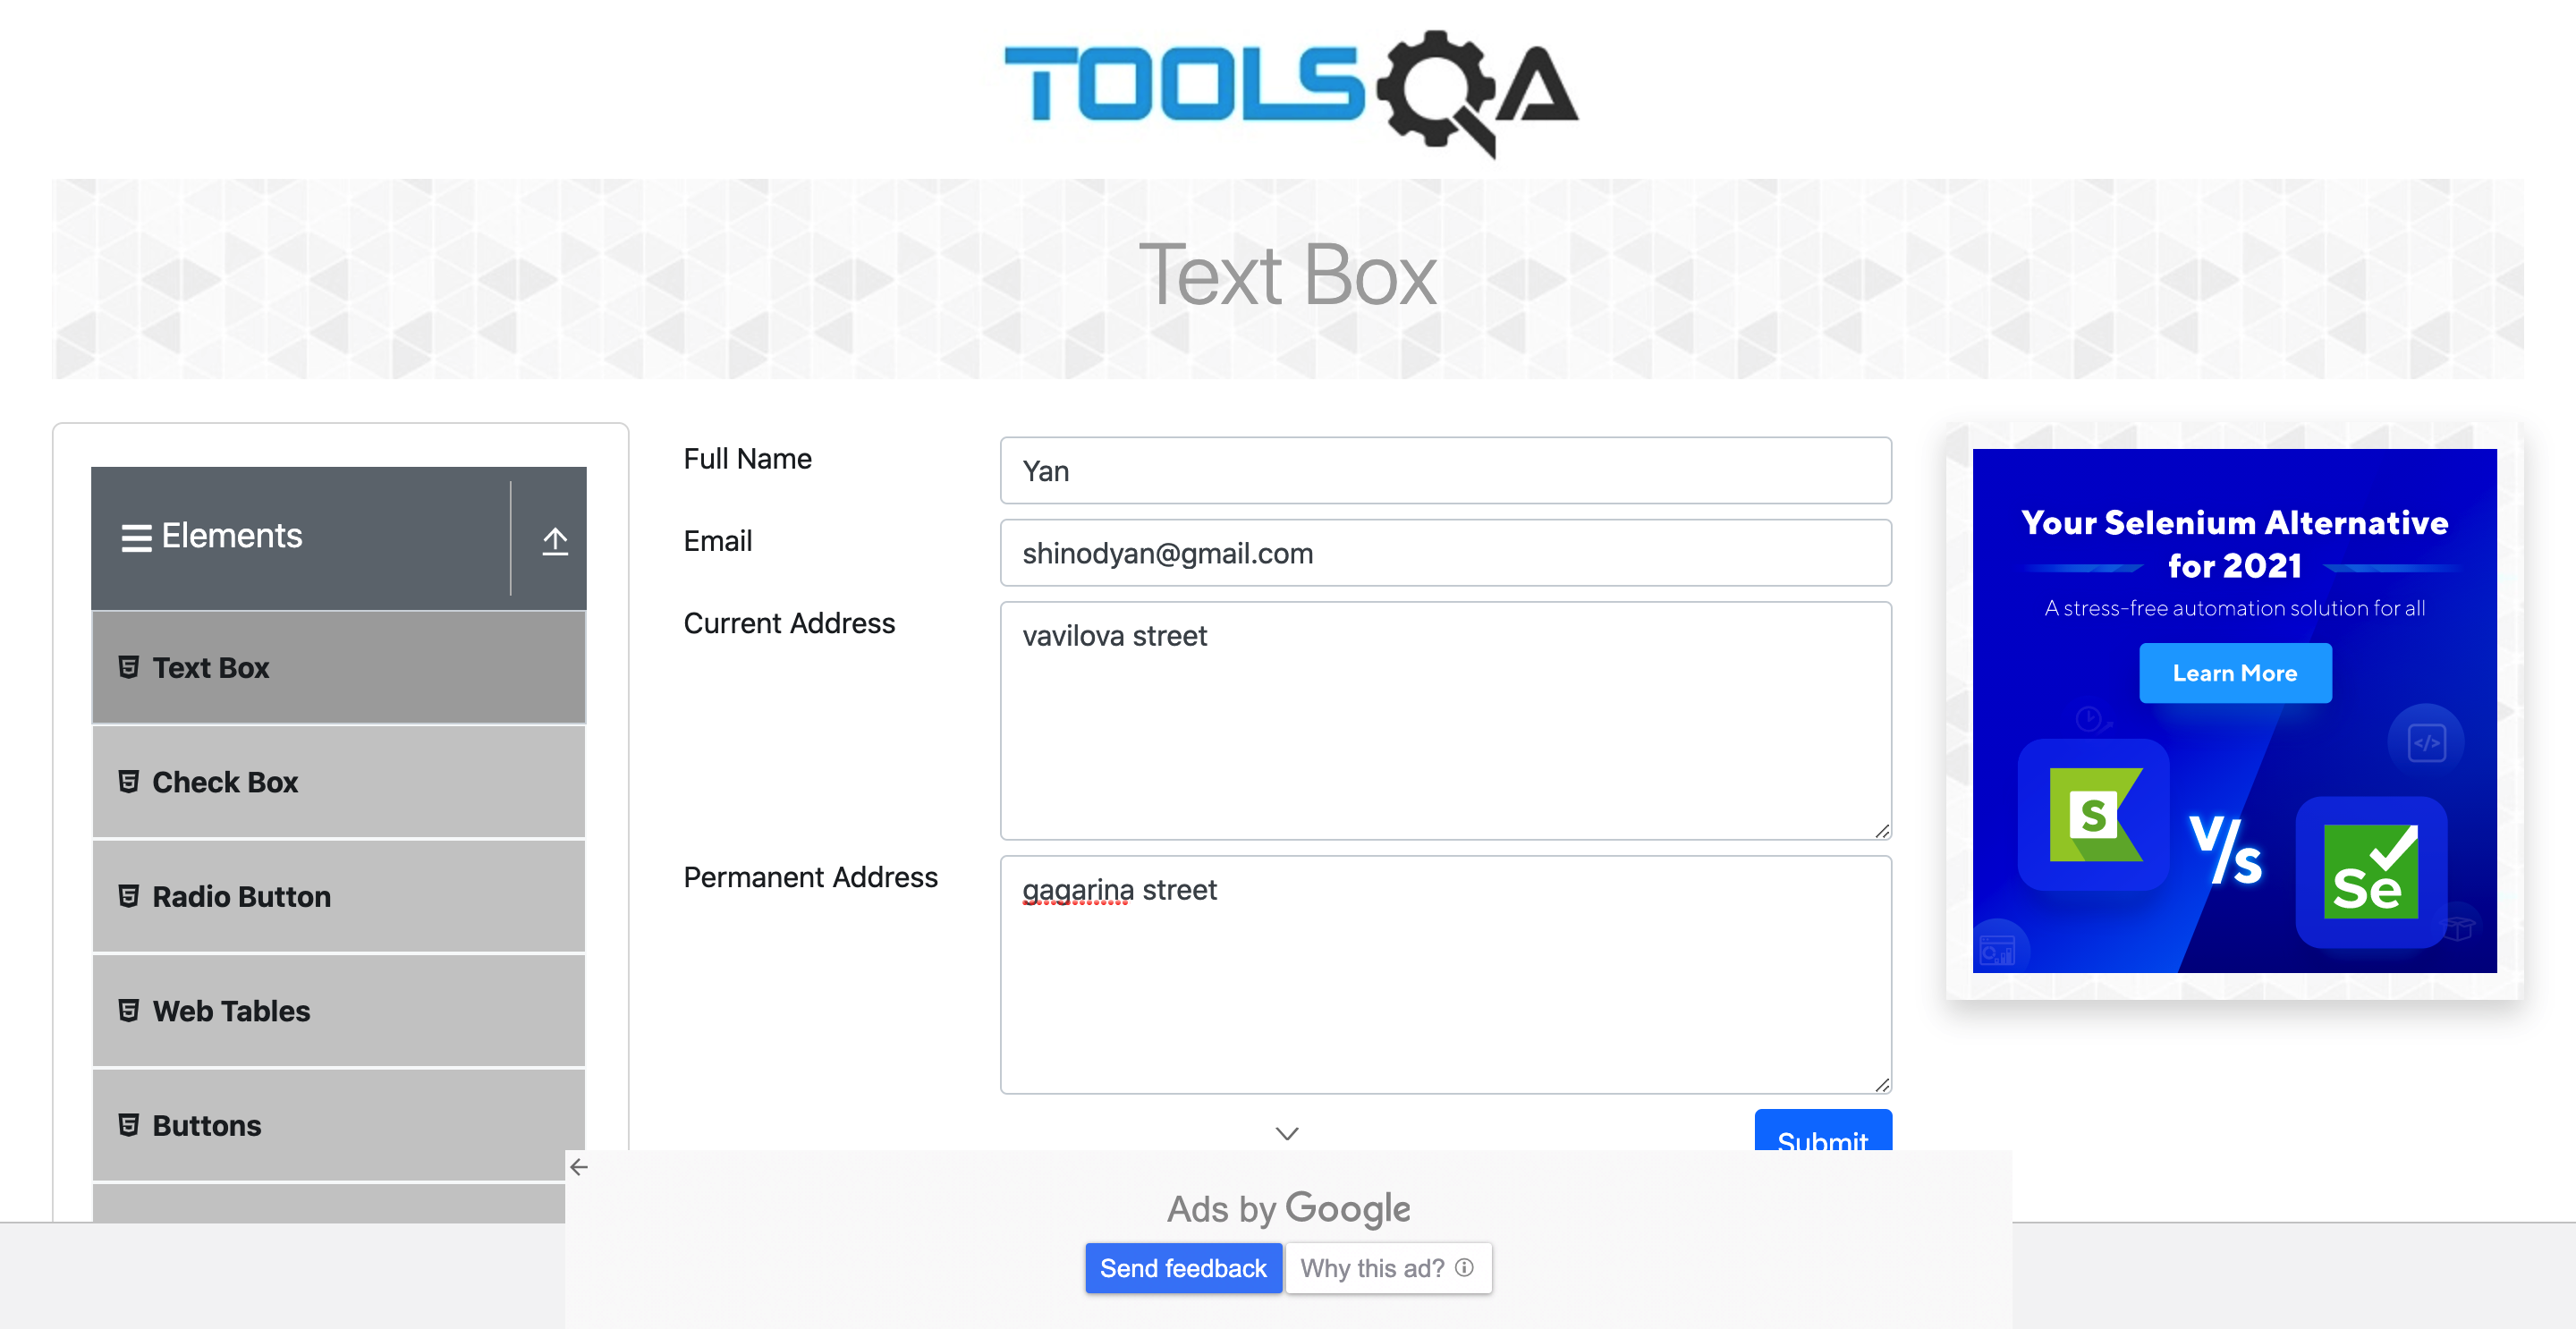 TOOLSQA
Text Box
Elements
Text Box
Check Box
Radio Button
Web Tables
Buttons
Full Name
Yan
Email
shinodyan@gmail.com
Current Address
vavilova street
Permanent Address
gagarina street
Submit
Your Selenium Alternative
for 2021
A stress-free automation solution for all
Learn More
</>
S
V/s
Se
Ads by Google
Send feedback
Why this ad?